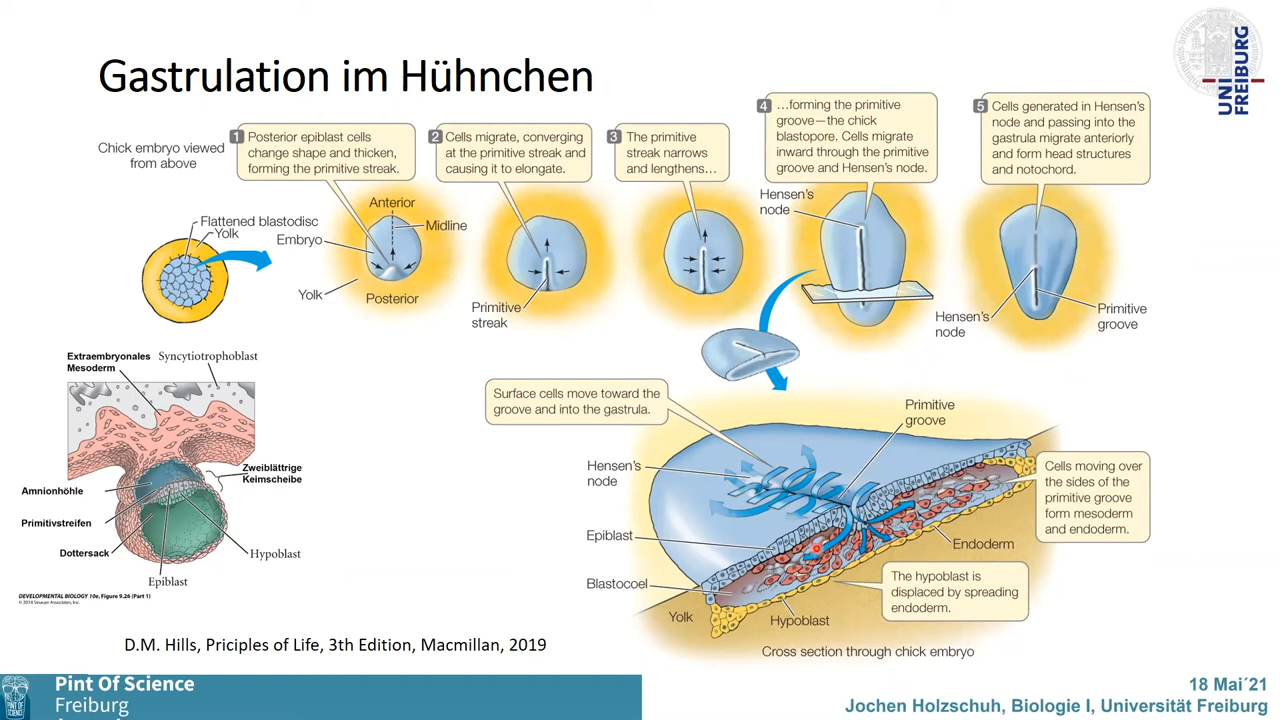 Gastrulation im Hühnchen
UNI
FREIBURG
Chick embryo viewed
from above
1 Posterior epiblast cells
change shape and thicken,
forming the primitive streak.
2 Cells migrate, converging
at the primitive streak and
causing it to elongate.
3 The primitive
streak narrows
and lengthens…
4 …forming the primitive
groove—the chick
blastopore. Cells migrate
inward through the primitive
groove and Hensen's node.
5 Cells generated in Hensen's
node and passing into the
gastrula migrate anteriorly
and form head structures
and notochord.
Flattened blastodisc
Yolk
Anterior
Midline
Embryo
Yolk
Posterior
Primitive
streak
Hensen's
node
Hensen's
node
Primitive
groove
Extraembryonales
Mesoderm
Syncytiotrophoblast
Zweiblättrige
Keimscheibe
Amnionhöhle
Primitivstreifen
Dottersack
Hypoblast
Epiblast
DEVELOPMENTAL BIOLOGY 10e, Figure 9.26 (Part 1)
© 2014 Sinauer Associates, Inc.
Surface cells move toward the
groove and into the gastrula.
Primitive
groove
Hensen's
node
Epiblast
Blastocoel
Yolk
Hypoblast
Endoderm
Cells moving over
the sides of the
primitive groove
form mesoderm
and endoderm.
The hypoblast is
displaced by spreading
endoderm.
Cross section through chick embryo
D.M. Hills, Priciples of Life, 3th Edition, Macmillan, 2019
PINT OF
SCIENCE
Pint Of Science
Freiburg
18 Mai´21
Jochen Holzschuh, Biologie I, Universität Freiburg